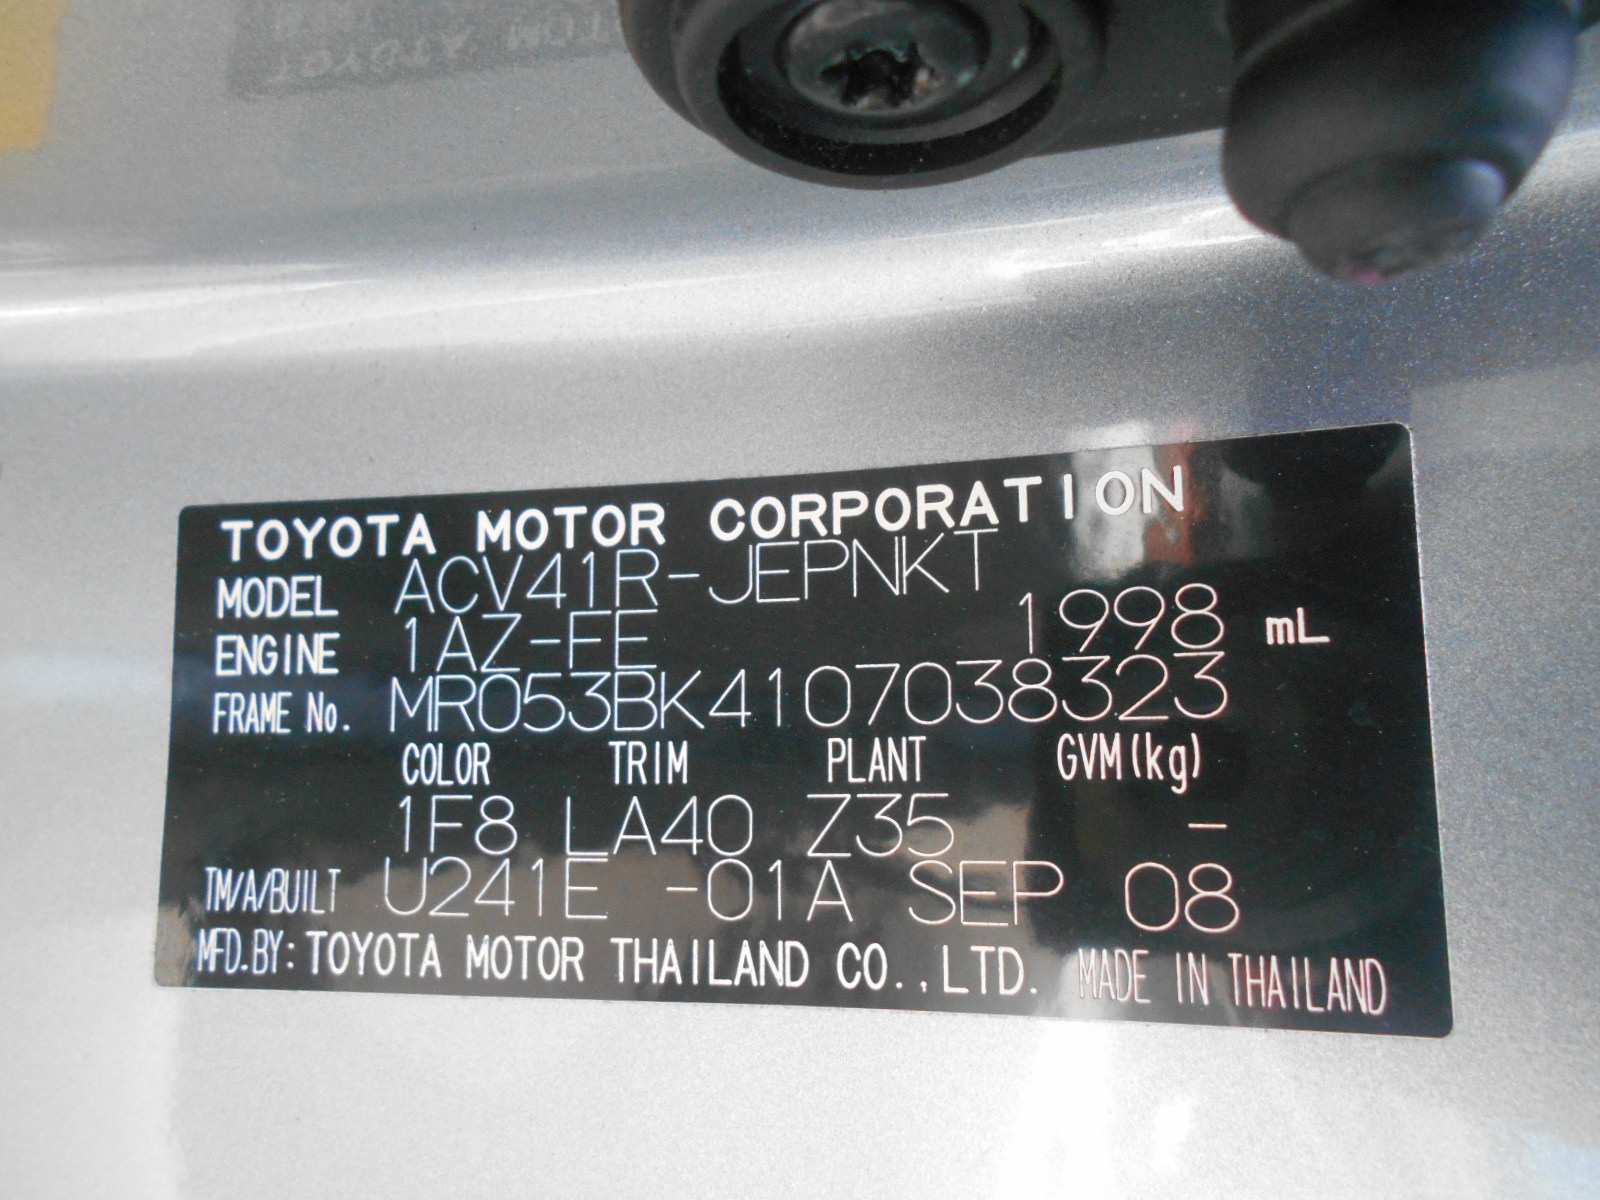 TOYOTA MOTOR CORPORATION
MODEL ACV41R-JEPNKT
ENGINE 1AZ-FE 1998 mL
FRAME No. MR053BK4107038323
COLOR TRIM PLANT GVM(kg)
1F8 LA40 Z35 -
TM/A/BUILT U241E -01A SEP 08
MFD.BY: TOYOTA MOTOR THAILAND CO.,LTD. MADE IN THAILAND